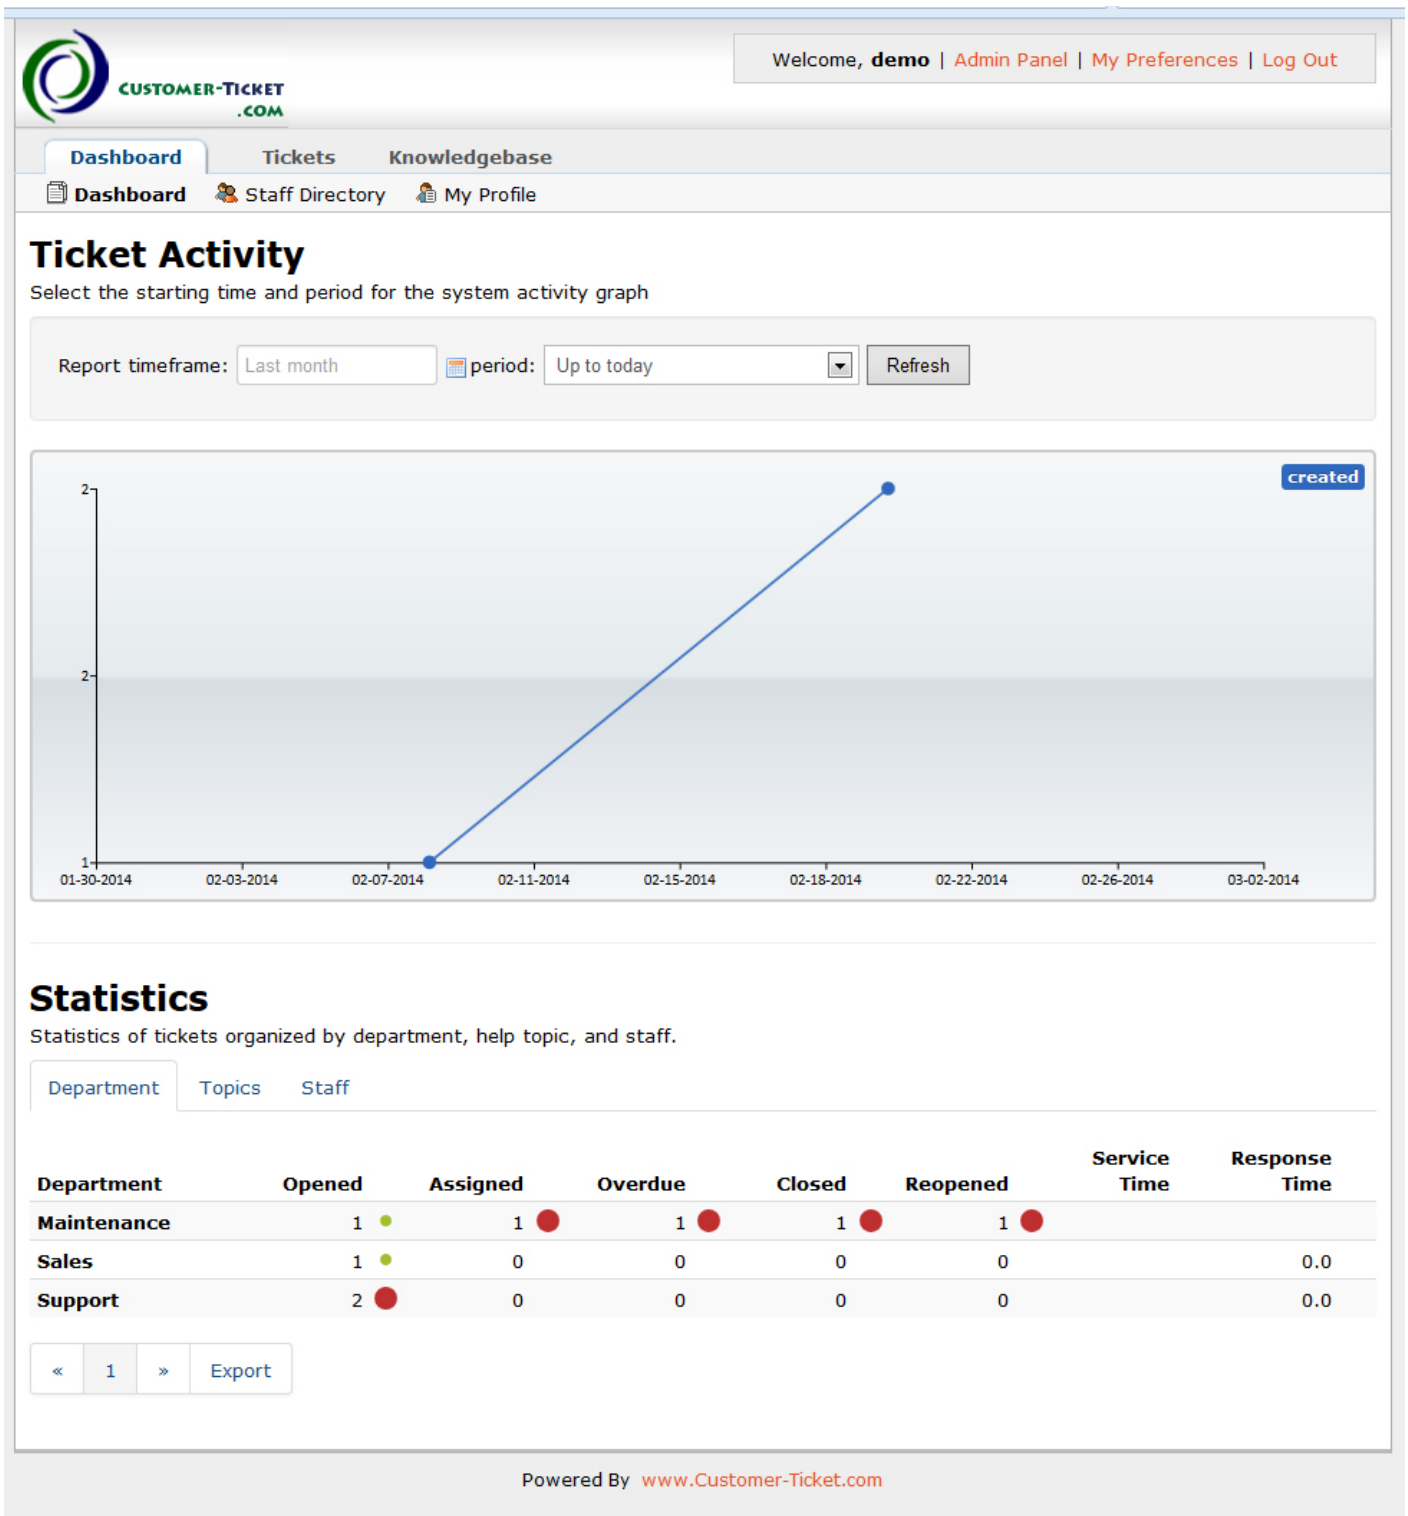 CUSTOMER-TICKET
.COM
Welcome, demo | Admin Panel | My Preferences | Log Out
Dashboard Tickets Knowledgebase
Dashboard Staff Directory My Profile
Ticket Activity
Select the starting time and period for the system activity graph
Report timeframe: Last month period: Up to today Refresh
created
2
2
1
01-30-2014 02-03-2014 02-07-2014 02-11-2014 02-15-2014 02-18-2014 02-22-2014 02-26-2014 03-02-2014
Statistics
Statistics of tickets organized by department, help topic, and staff.
Department Topics Staff
Department Opened Assigned Overdue Closed Reopened Service Time Response Time
Maintenance 1 1 1 1 1
Sales 1 0 0 0 0 0.0
Support 2 0 0 0 0 0.0
« 1 » Export
Powered By www.Customer-Ticket.com